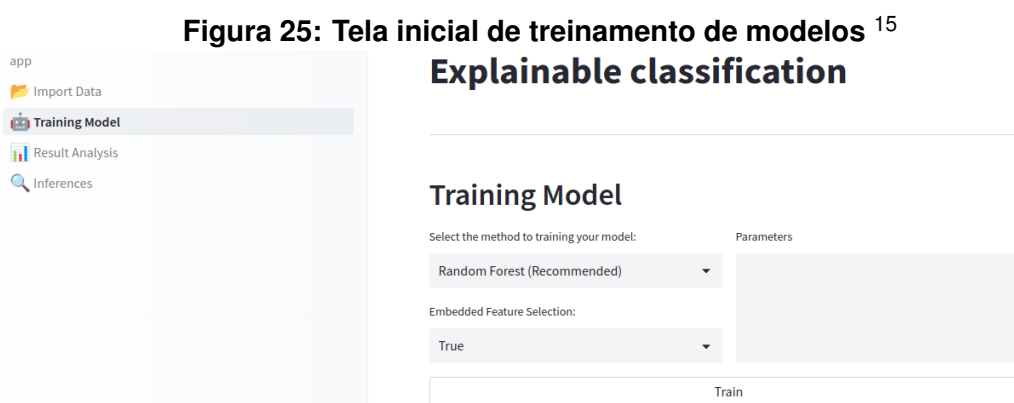 Figura 25: Tela inicial de treinamento de modelos 15
app
Import Data
Training Model
Result Analysis
Inferences
Explainable classification
Training Model
Select the method to training your model:
Random Forest (Recommended)
Embedded Feature Selection:
True
Parameters
Train